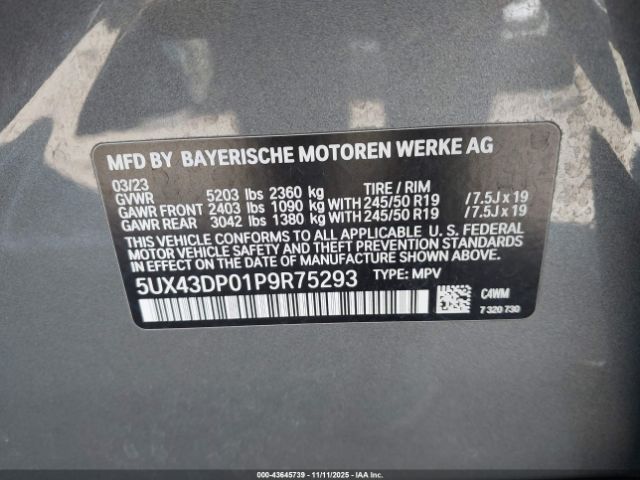 MFD BY BAYERISCHE MOTOREN WERKE AG
03/23 TIRE / RIM
GVWR 5203 lbs 2360 kg
GAWR FRONT 2403 lbs 1090 kg WITH 245/50 R19 /7.5J x 19
GAWR REAR 3042 lbs 1380 kg WITH 245/50 R19 /7.5J x 19
THIS VEHICLE CONFORMS TO ALL APPLICABLE U. S. FEDERAL
MOTOR VEHICLE SAFETY, BUMPER, AND THEFT PREVENTION
STANDARDS IN EFFECT ON THE DATE OF MANUFACTURE SHOWN ABOVE.
5UX43DP01P9R75293 TYPE: MPV
C4WM
7 320 730
000-43645739 - 11/11/2025 - Copyright © 2025 IAA Inc